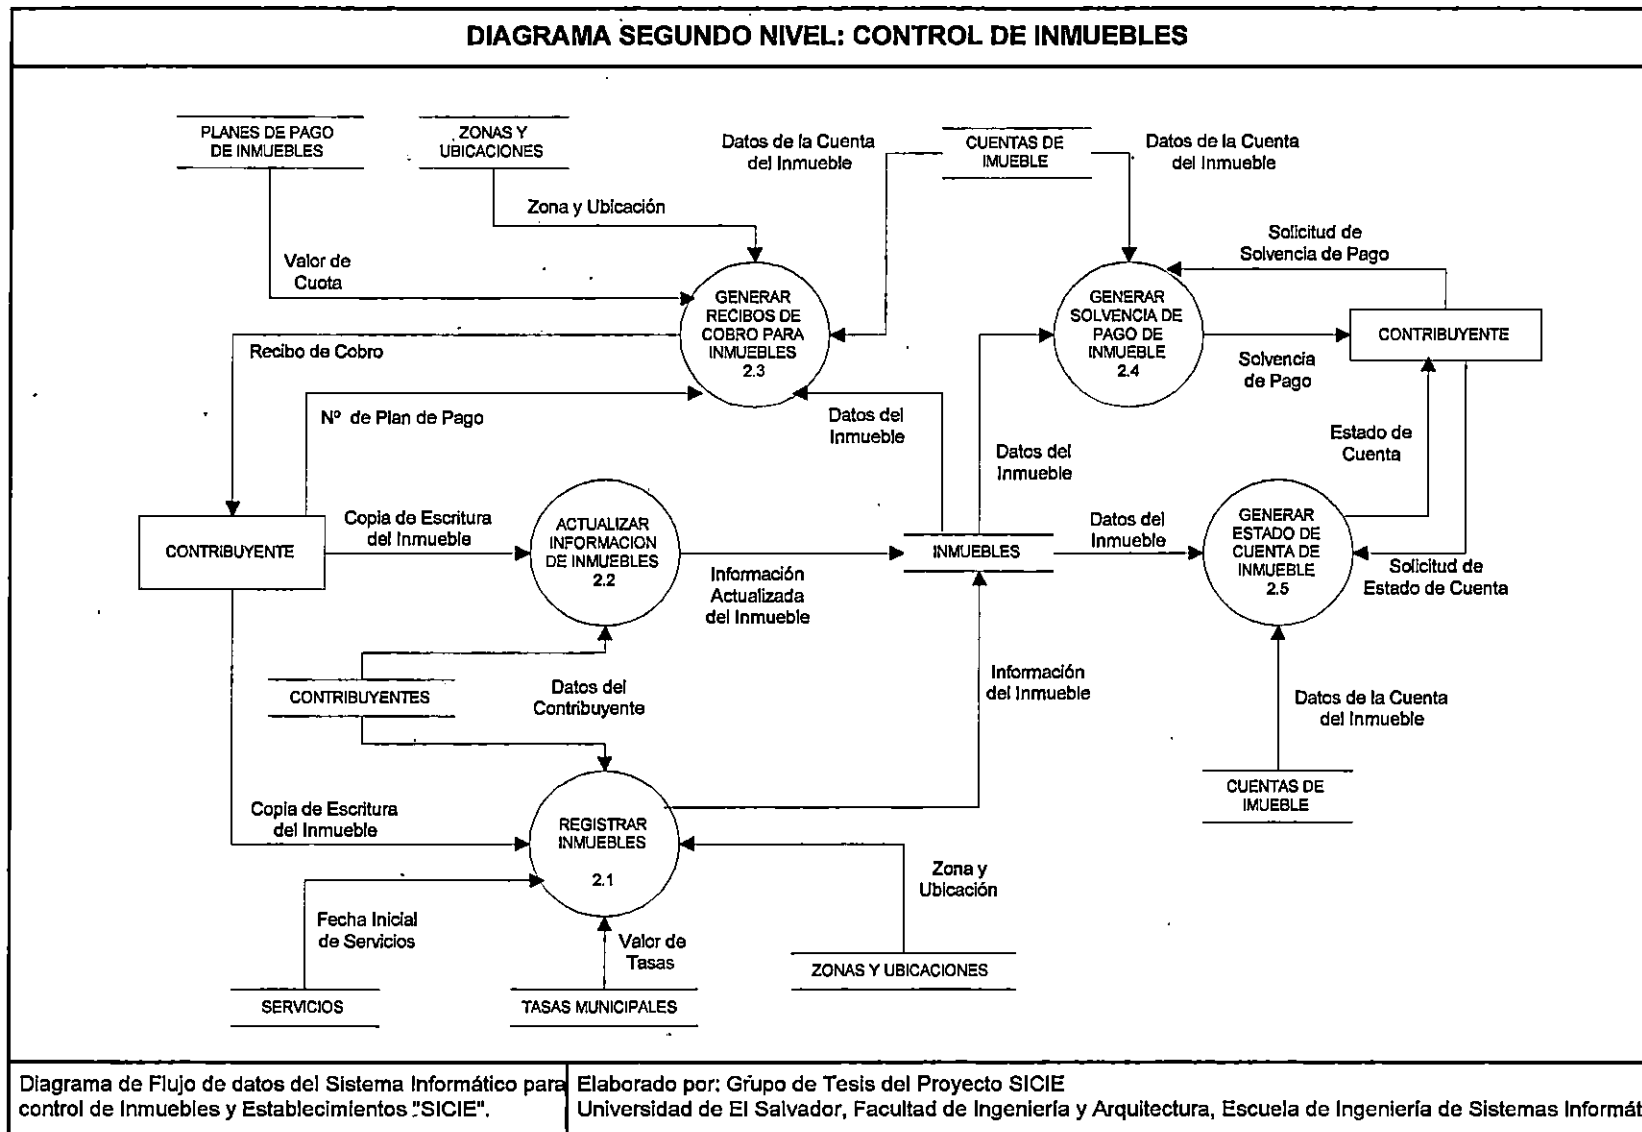 DIAGRAMA SEGUNDO NIVEL: CONTROL DE INMUEBLES
PLANES DE PAGO
DE INMUEBLES
ZONAS Y
UBICACIONES
Datos de la Cuenta
del Inmueble
CUENTAS DE
IMUEBLE
Datos de la Cuenta
del Inmueble
Zona y Ubicación
Solicitud de
Solvencia de Pago
Valor de
Cuota
GENERAR
RECIBOS DE
COBRO PARA
INMUEBLES
2.3
GENERAR
SOLVENCIA DE
PAGO DE
INMUEBLE
2.4
CONTRIBUYENTE
Recibo de Cobro
Solvencia
de Pago
Nº de Plan de Pago
Datos del
Inmueble
Datos del
Inmueble
Estado de
Cuenta
CONTRIBUYENTE
Copia de Escritura
del Inmueble
ACTUALIZAR
INFORMACION
DE INMUEBLES
2.2
Información
Actualizada
del Inmueble
INMUEBLES
Datos del
Inmueble
GENERAR
ESTADO DE
CUENTA DE
INMUEBLE
2.5
Solicitud de
Estado de Cuenta
CONTRIBUYENTES
Datos del
Contribuyente
Información
del Inmueble
Datos de la Cuenta
del Inmueble
CUENTAS DE
IMUEBLE
Copia de Escritura
del Inmueble
REGISTRAR
INMUEBLES
2.1
Zona y
Ubicación
Fecha Inicial
de Servicios
Valor de
Tasas
ZONAS Y UBICACIONES
SERVICIOS
TASAS MUNICIPALES
Diagrama de Flujo de datos del Sistema Informático para
control de Inmuebles y Establecimientos "SICIE".
Elaborado por: Grupo de Tesis del Proyecto SICIE
Universidad de El Salvador, Facultad de Ingeniería y Arquitectura, Escuela de Ingeniería de Sistemas Informát